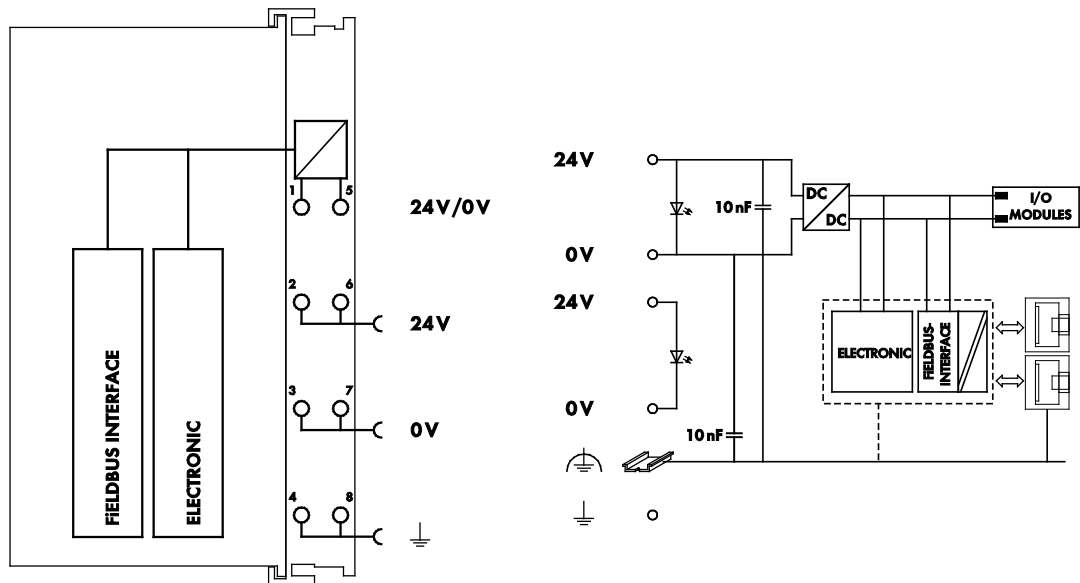 1 5
24V/0V
2 6
24V
3 7
0V
4 8
FiELDBUS INTERFACE
ELECTRONIC
24V
10nF
DC
DC
I/O
MODULES
0V
24V
ELECTRONIC
FiELDBUS-
INTERFACE
0V
10nF